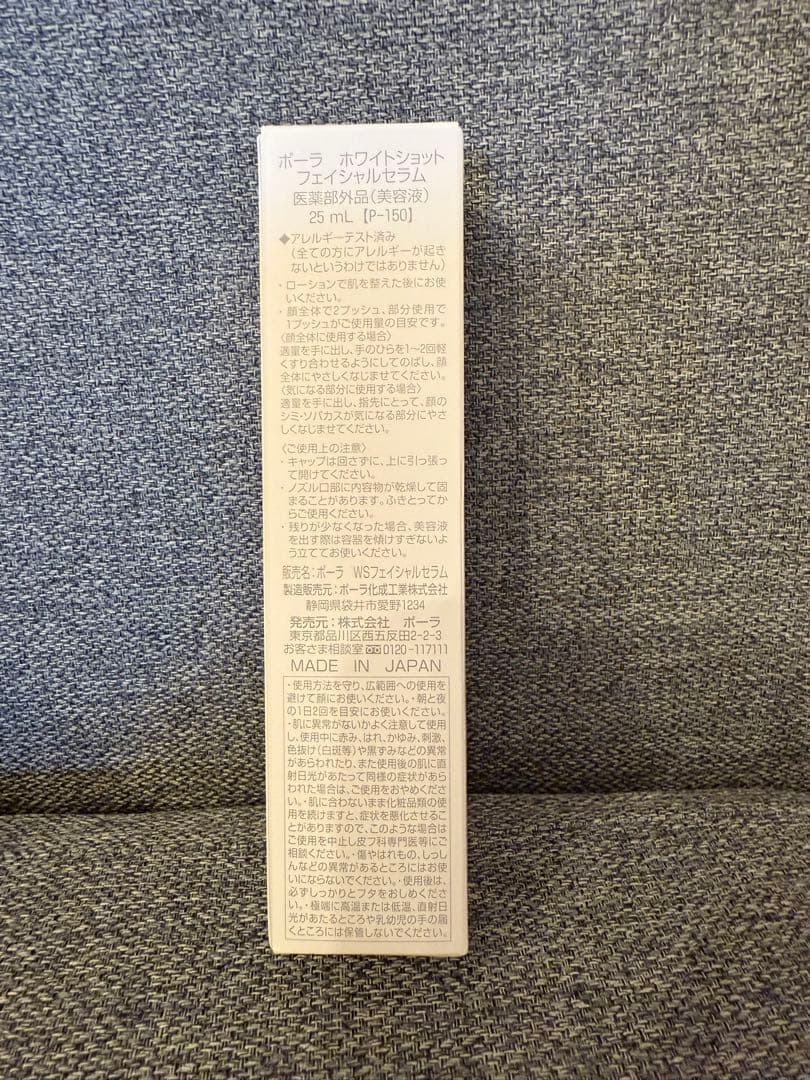 ポーラ　ホワイトショット
フェイシャルセラム
医薬部外品(美容液)
25 mL【P-150】
◆アレルギーテスト済み
(全ての方にアレルギーが起き
ないというわけではありません)
・ローションで肌を整えた後にお使
いください。
・顔全体で2プッシュ、部分使用で
1プッシュがご使用量の目安です。
〈顔全体に使用する場合〉
適量を手に出し、手のひらを1〜2回軽
くすり合わせるようにしてのばし、顔
全体にやさしくなじませてください。
〈気になる部分に使用する場合〉
適量を手に出し、指先にとって、顔の
シミ・ソバカスが気になる部分にやさ
しくなじませてください。
〈ご使用上の注意〉
・キャップは回さずに、上に引っ張っ
て開けてください。
・ノズル口部に内容物が乾燥して固
まることがあります。ふきとってか
らご使用ください。
・残りが少なくなった場合、美容液
を出す際は容器を傾けすぎないよ
う立ててお使いください。
販売名:ポーラ　WSフェイシャルセラム
製造販売元:ポーラ化成工業株式会社
静岡県袋井市愛野1234
発売元:株式会社　ポーラ
東京都品川区西五反田2-2-3
お客さま相談室 0120-117111
MADE IN JAPAN
・使用方法を守り、広範囲への使用を
避けて顔にお使いください。・朝と夜
の1日2回を目安にお使いください。
・肌に異常がないかよく注意して使用
し、使用中に赤み、はれ、かゆみ、刺激、
色抜け(白斑等)や黒ずみなどの異常
があらわれたり、また使用後の肌に直
射日光があたって同様の症状があら
われた場合は、ご使用をおやめくださ
い。・肌に合わないまま化粧品類の使
用を続けますと、症状を悪化させるこ
とがありますので、このような場合は
ご使用を中止し皮フ科専門医等にご
相談ください。・傷やはれもの、しっし
んなどの異常があるところにはお使
いにならないでください。・使用後は、
必ずしっかりとフタをおしめくださ
い。・極端に高温または低温、直射日
光があたるところや乳幼児の手の届
くところには保管しないでください。